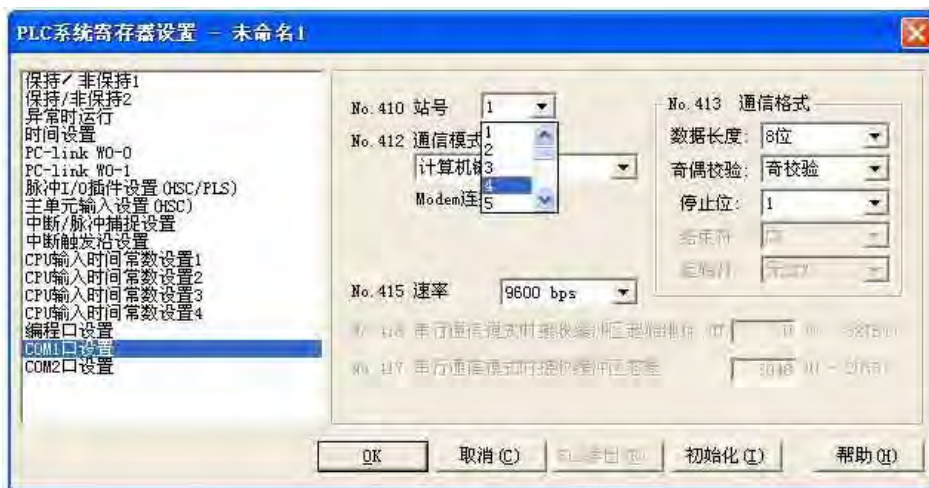 PLC系统寄存器设置 - 未命名1
保持/ 非保持1
保持/非保持2
异常时运行
时间设置
PC-link W0-0
PC-link W0-1
脉冲I/O插件设置(HSC/PLS)
主单元输入设置(HSC)
中断/脉冲捕捉设置
中断触发沿设置
CPU输入时间常数设置1
CPU输入时间常数设置2
CPU输入时间常数设置3
CPU输入时间常数设置4
编程口设置
COM1口设置
COM2口设置
No.410 站号 1
1
2
3
4
5
No.412 通信模式
计算机
Modem连
No.415 速率 9600 bps
No.413 通信格式
数据长度: 8位
奇偶校验: 奇校验
停止位: 1
OK
取消(C)
初始化(I)
帮助(H)